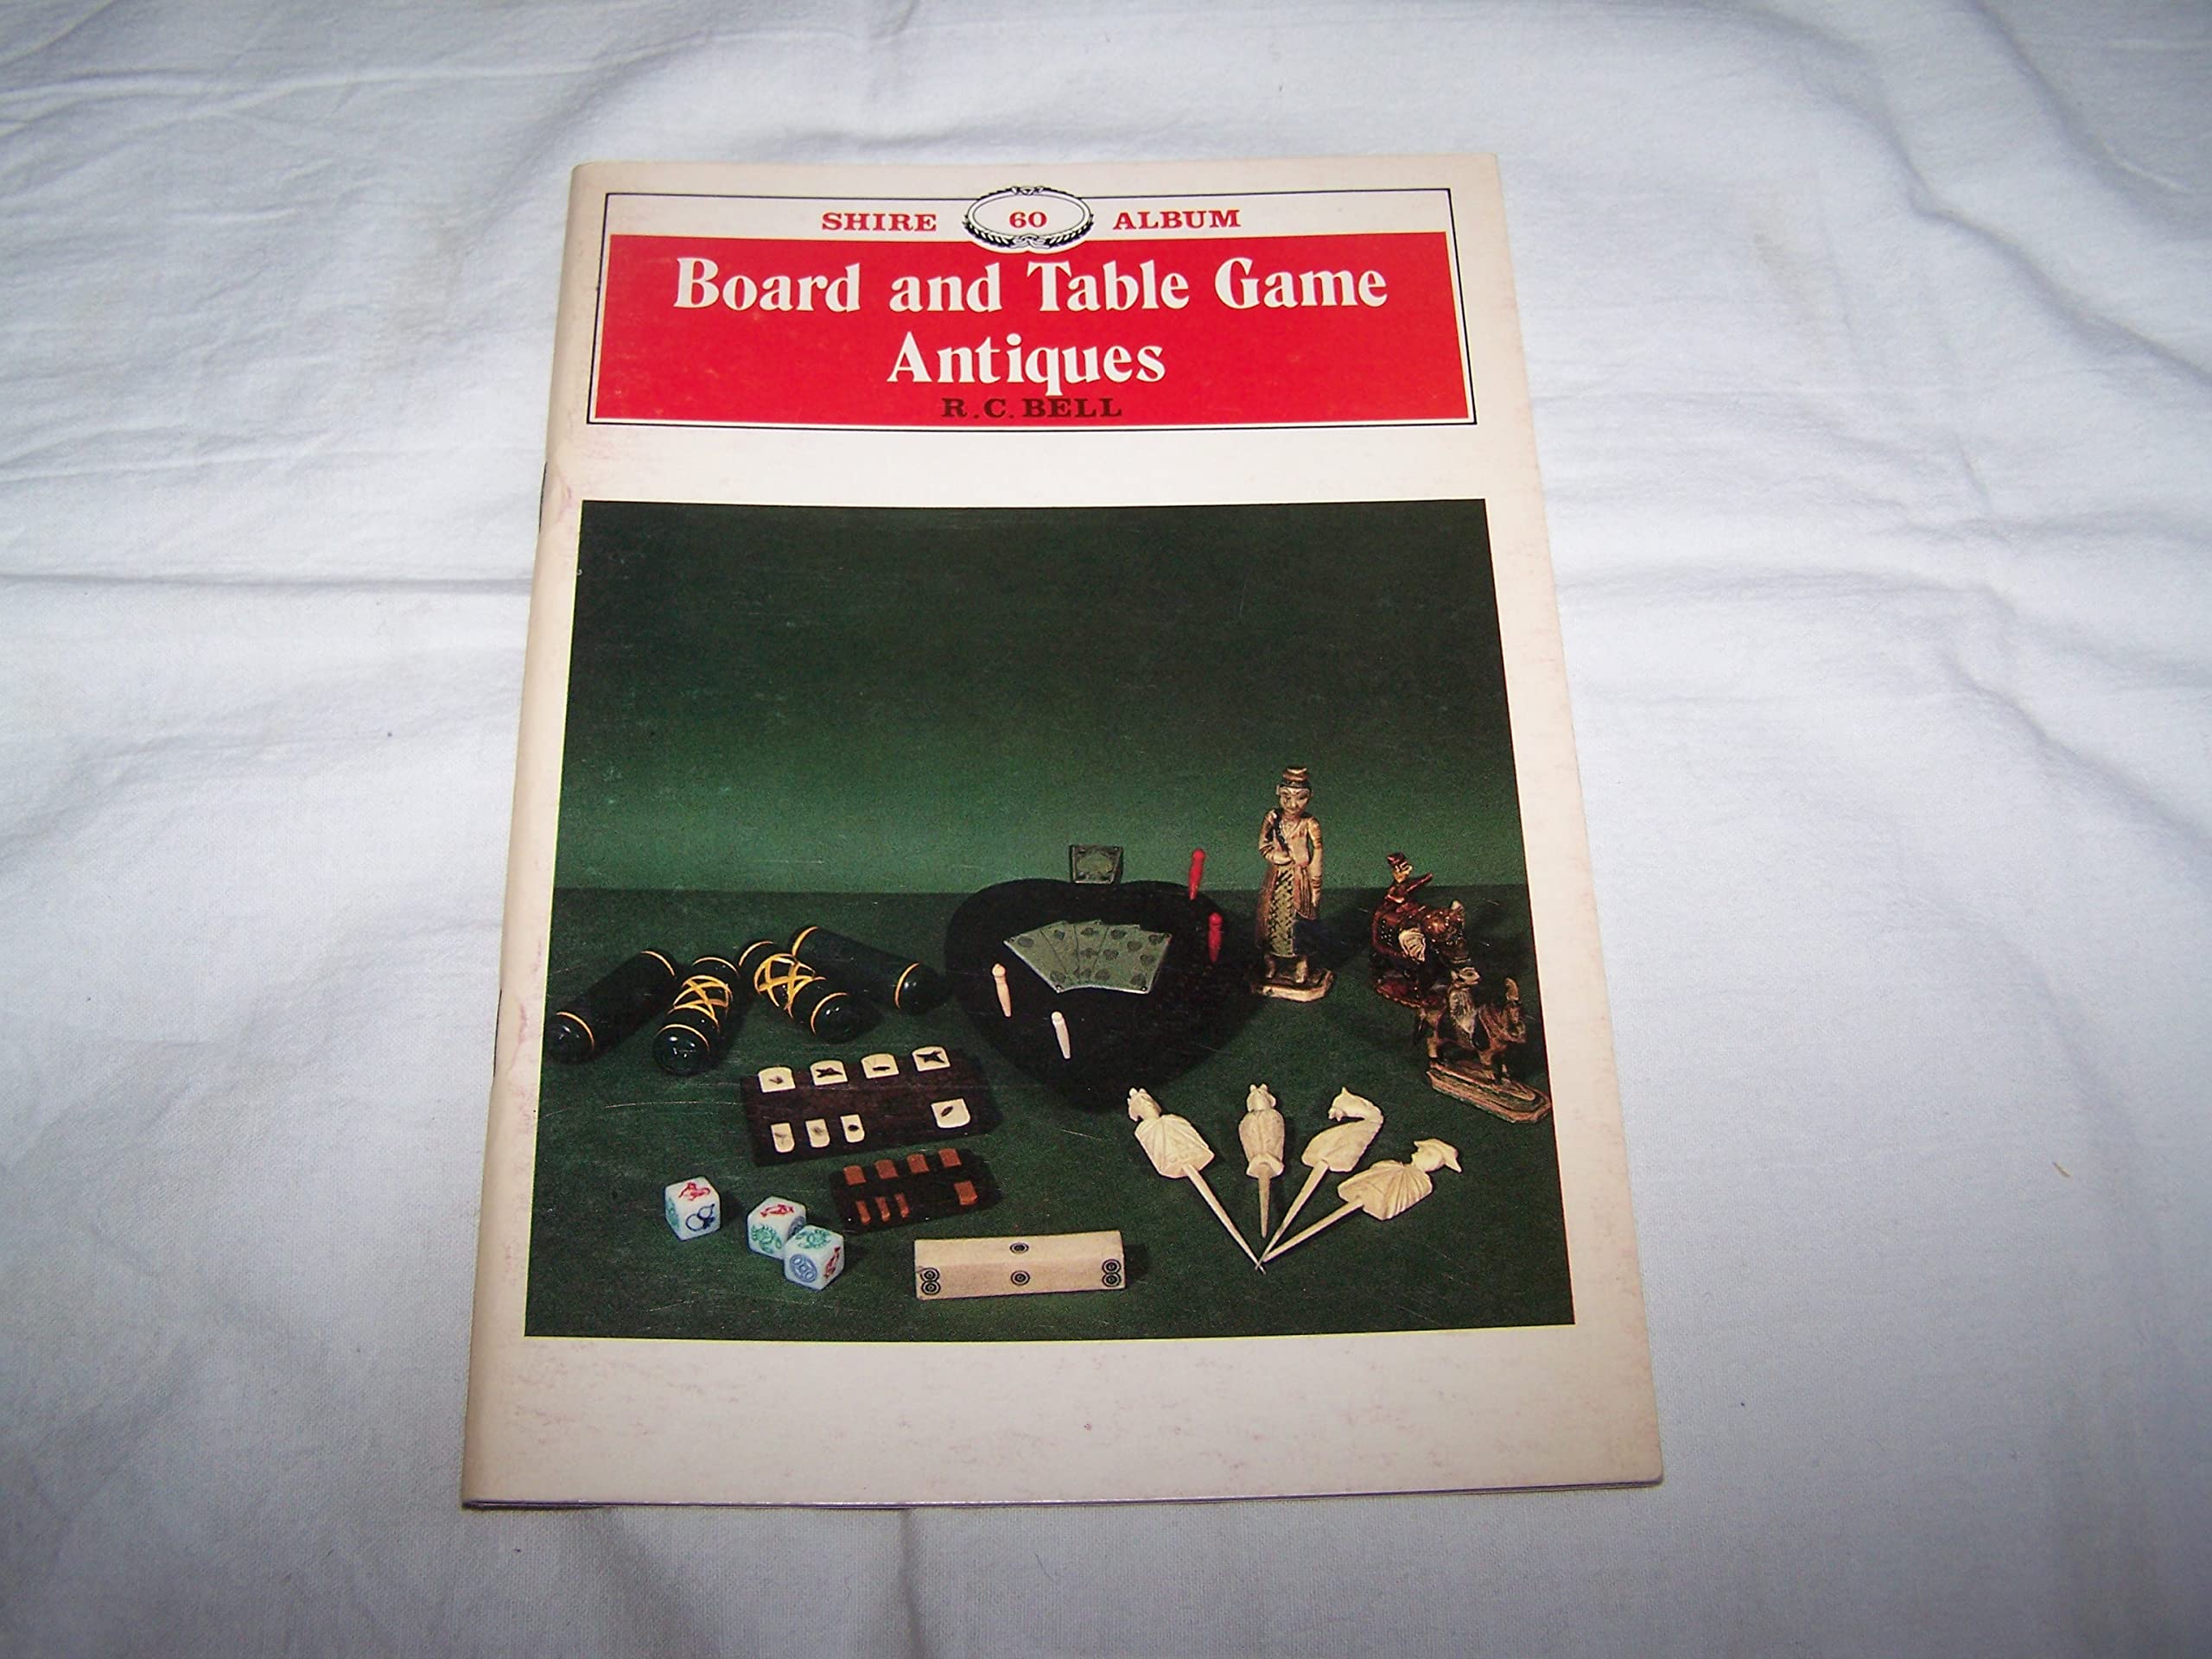 SHIRE 60 ALBUM
Board and Table Game
Antiques
R.C. BELL